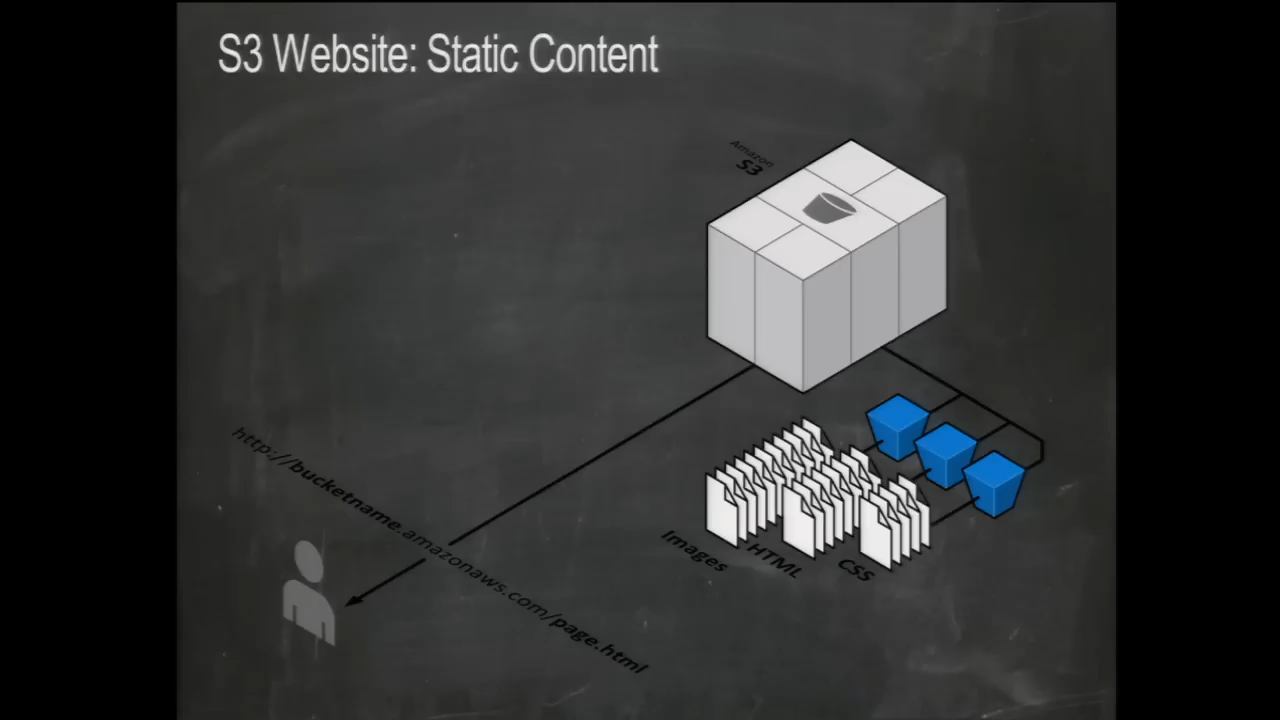 S3 Website: Static Content
Amazon
S3
http://bucketname.amazonaws.com/page.html
Images
HTML
CSS